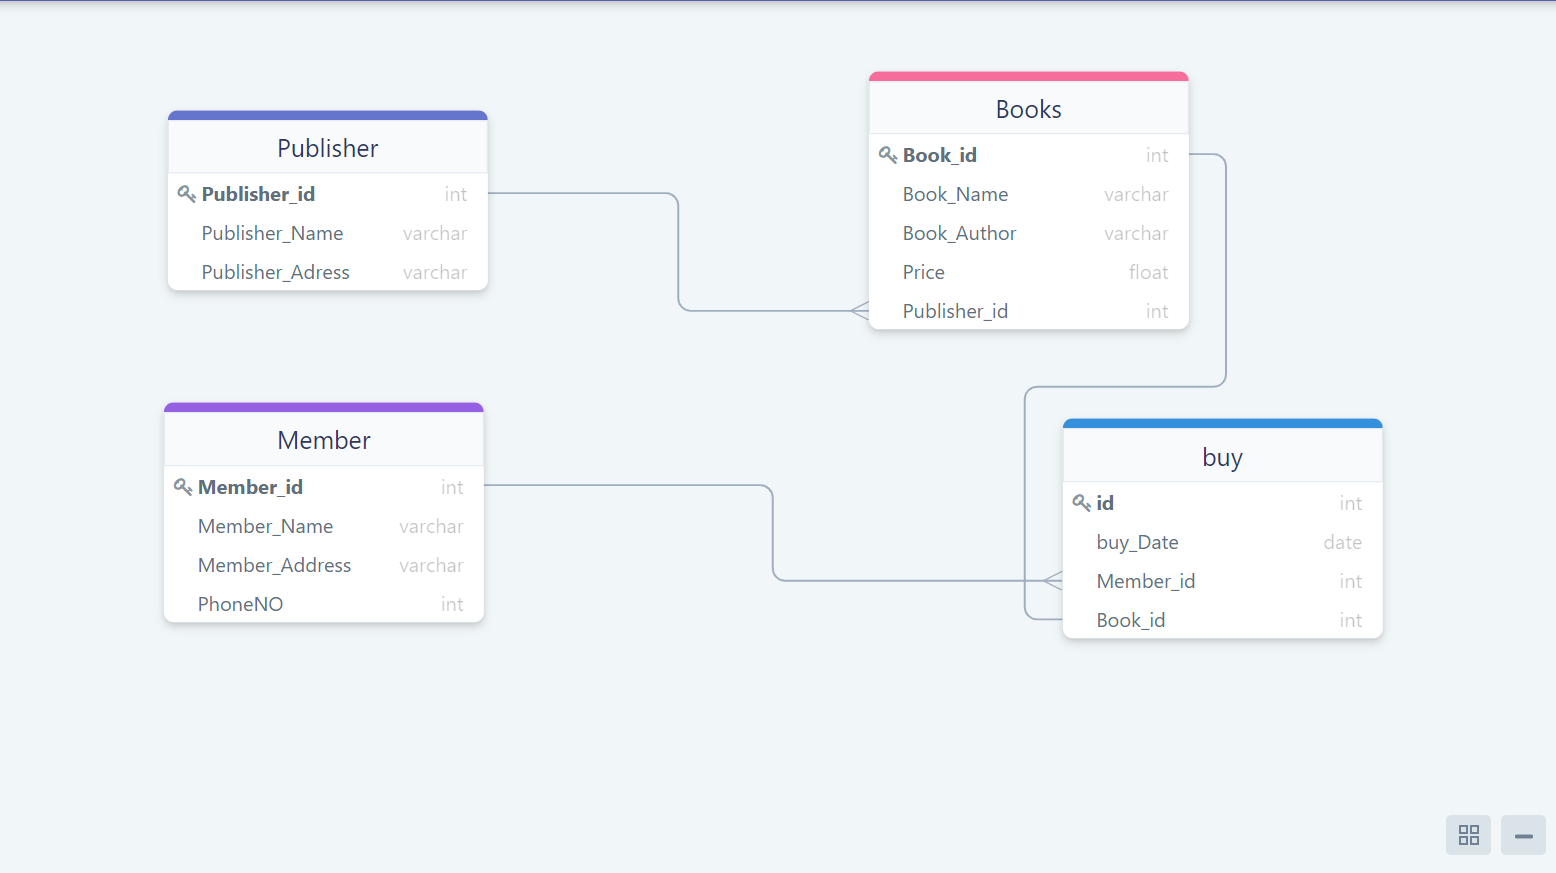 Publisher
Publisher_id int
Publisher_Name varchar
Publisher_Adress varchar
Books
Book_id int
Book_Name varchar
Book_Author varchar
Price float
Publisher_id int
Member
Member_id int
Member_Name varchar
Member_Address varchar
PhoneNO int
buy
id int
buy_Date date
Member_id int
Book_id int